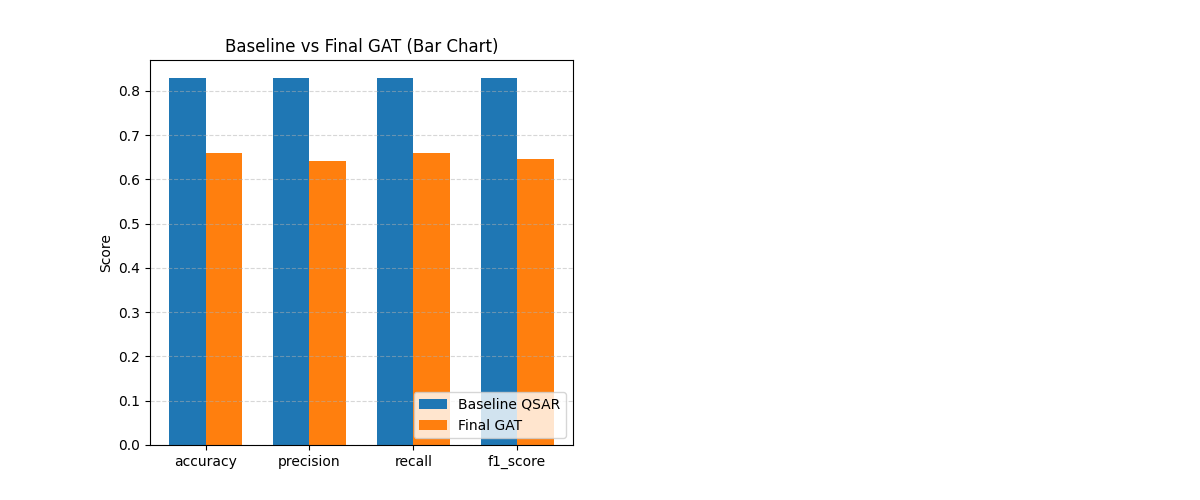 Baseline vs Final GAT (Bar Chart)
Score
0.8
0.7
0.6
0.5
0.4
0.3
0.2
0.1
0.0
Baseline QSAR
Final GAT
accuracy precision recall f1_score